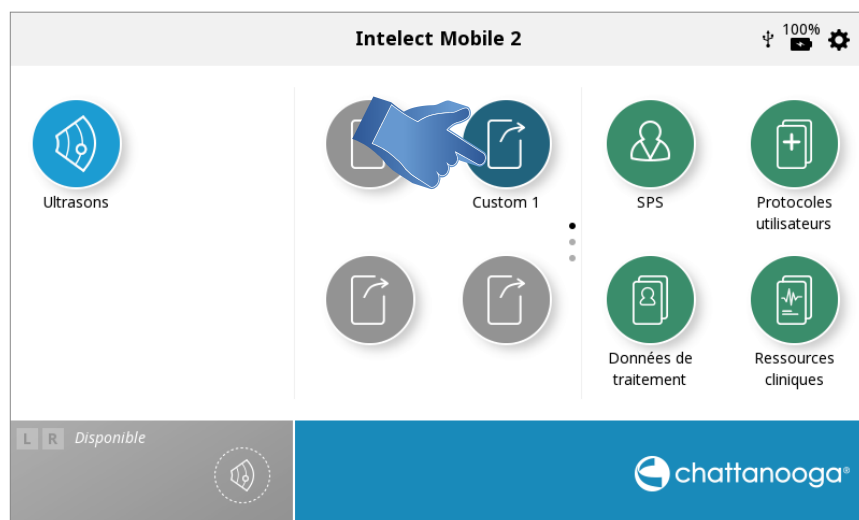 Intelect Mobile 2
100%
Ultrasons
Custom 1
SPS
Protocoles
utilisateurs
Données de
traitement
Ressources
cliniques
L R Disponible
chattanooga®